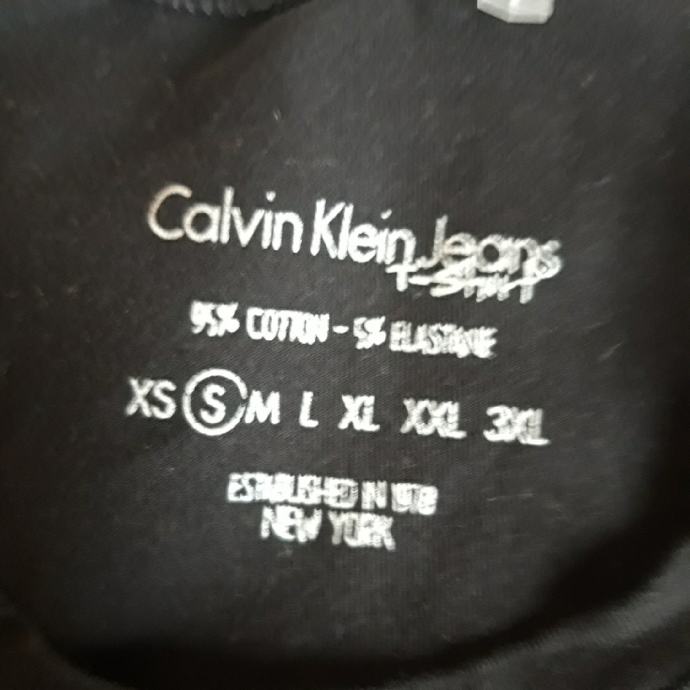 Calvin Klein Jeans
T-Shirt
95% COTTON - 5% ELASTANE
XS S M L XL XXL 3XL
ESTABLISHED IN 1978
NEW YORK